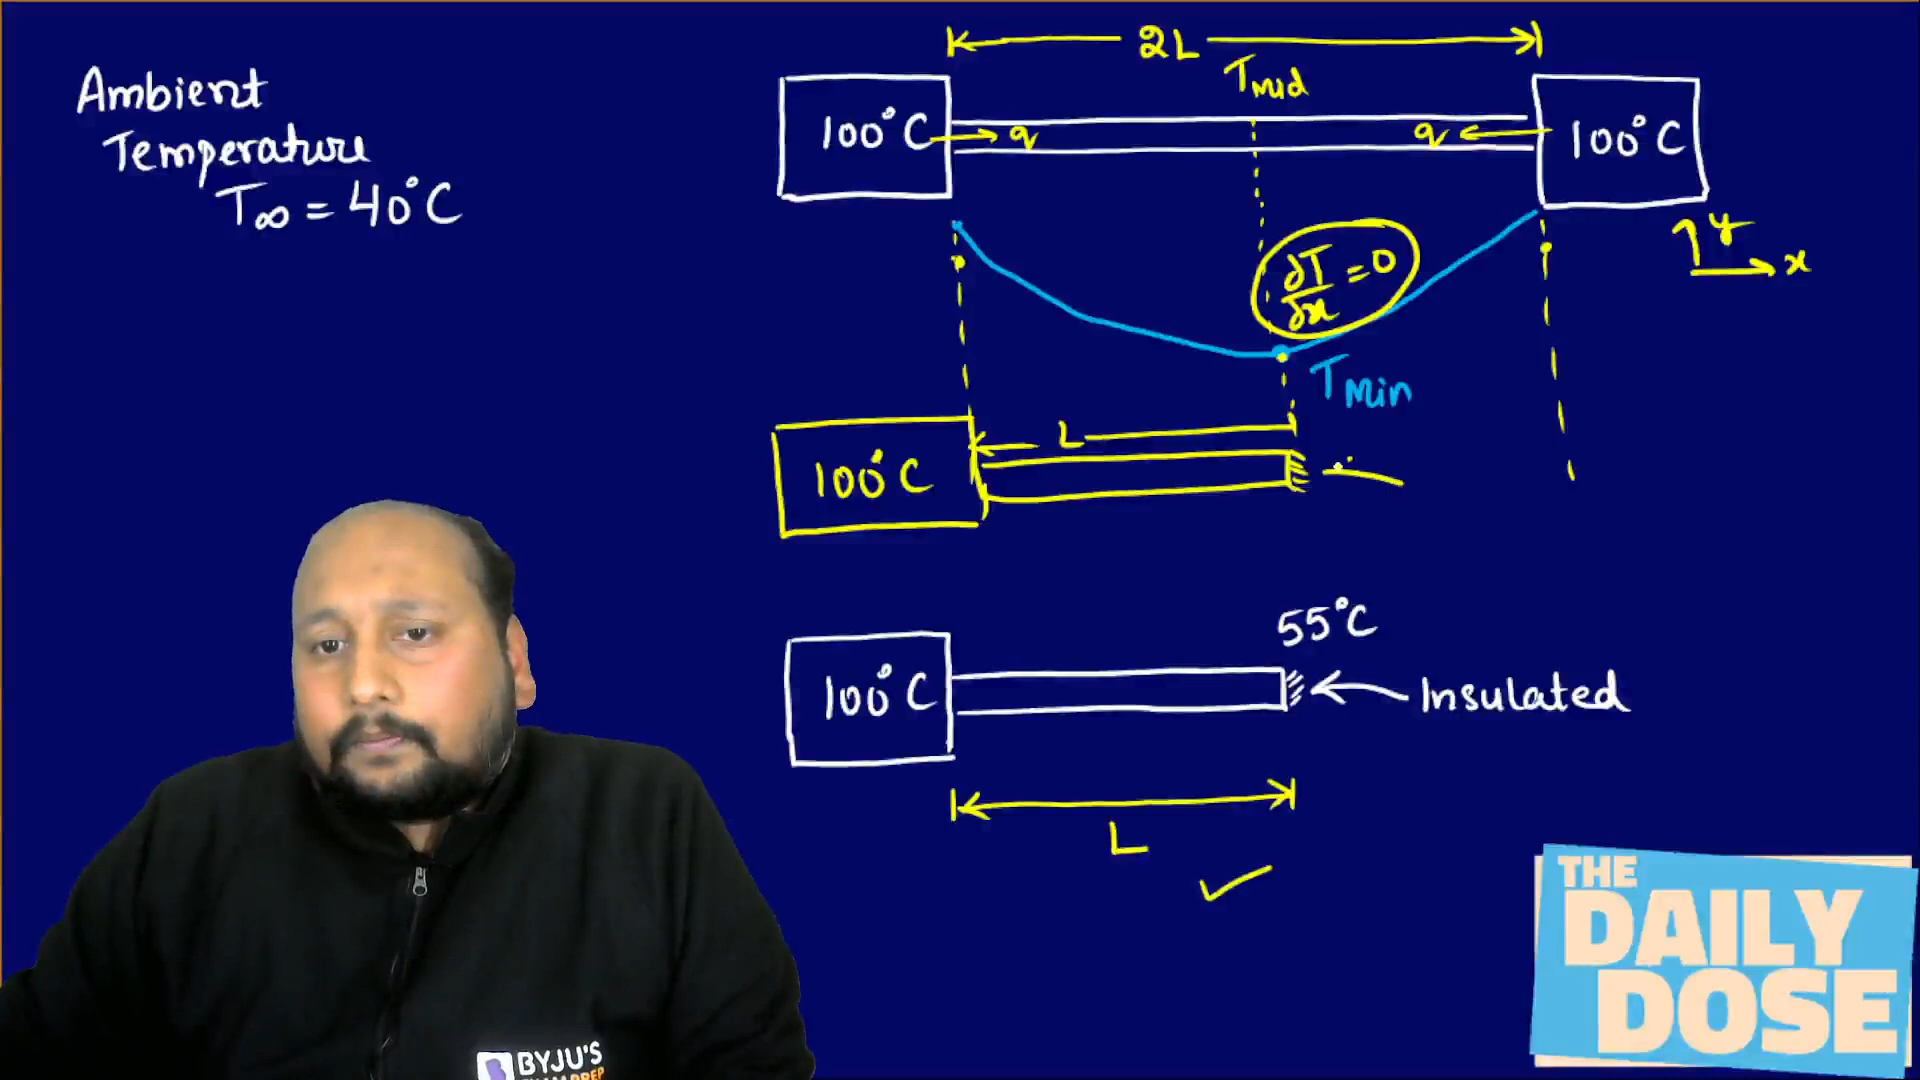 Ambient
Temperature
T∞ = 40°C
2L
Tmid
100°C
q
q
100°C
y
x
∂T/∂x = 0
TMin
L
100°C
55°C
100°C
Insulated
L
THE
DAILY
DOSE
BYJU'S